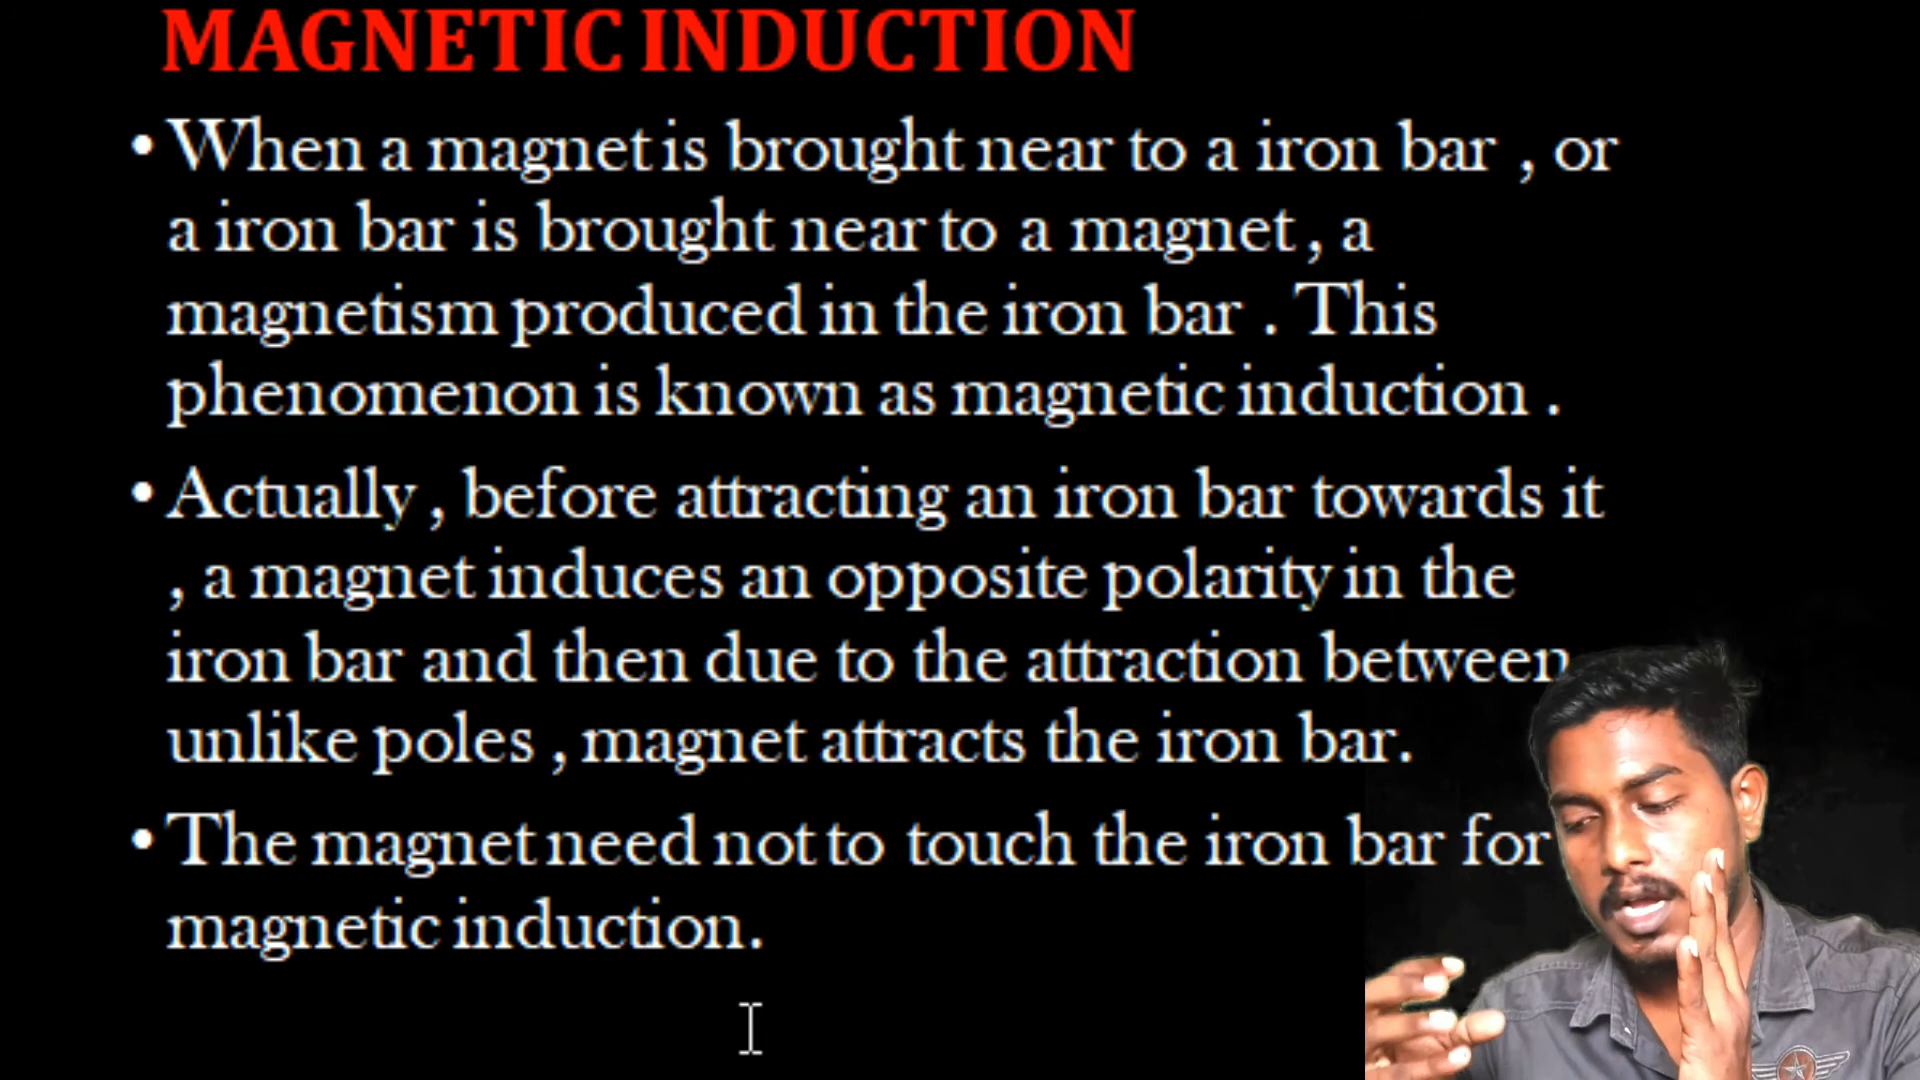 MAGNETIC INDUCTION
• When a magnet is brought near to a iron bar , or
a iron bar is brought near to a magnet , a
magnetism produced in the iron bar . This
phenomenon is known as magnetic induction .
• Actually , before attracting an iron bar towards it
, a magnet induces an opposite polarity in the
iron bar and then due to the attraction between
unlike poles , magnet attracts the iron bar.
• The magnet need not to touch the iron bar for
magnetic induction.